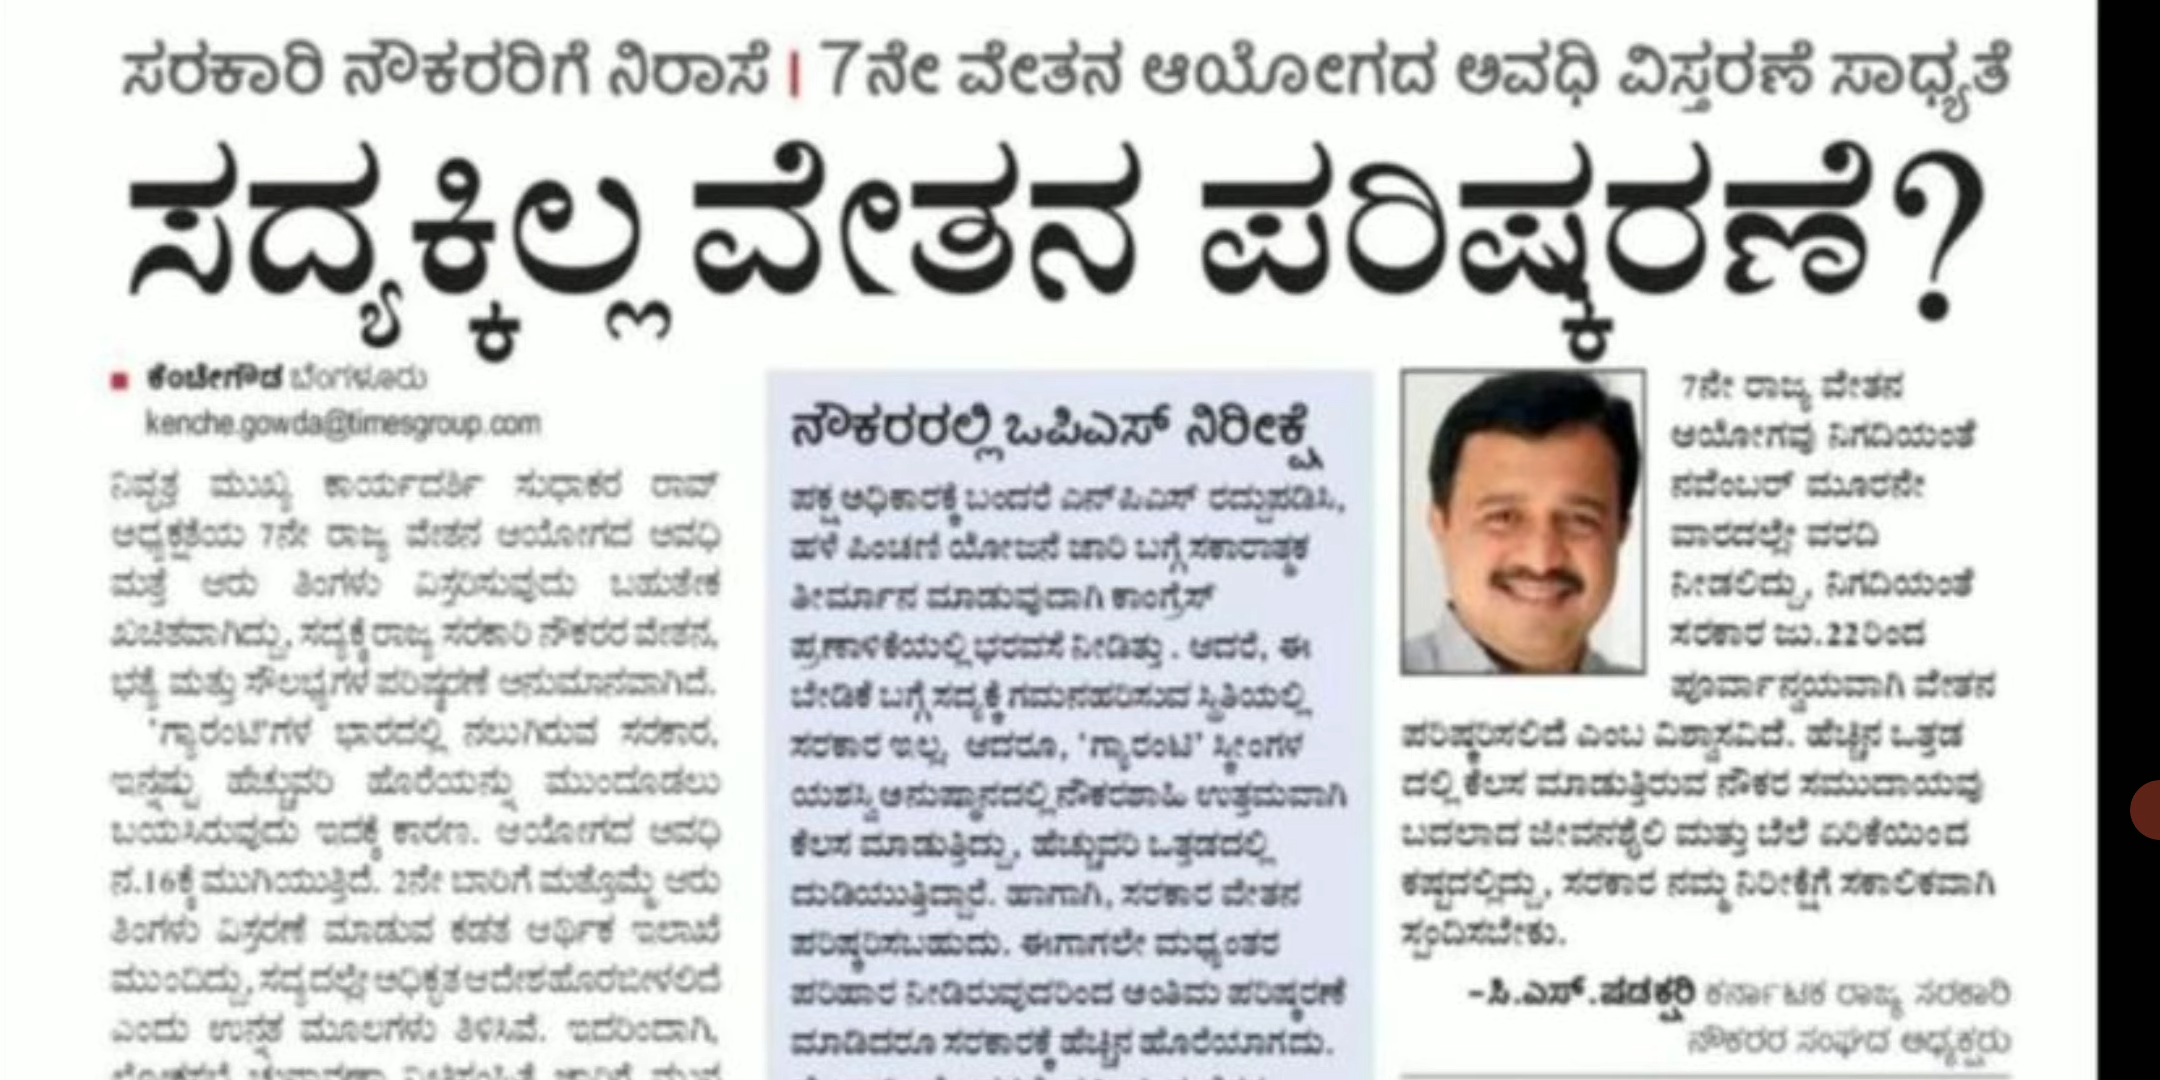 ಸರಕಾರಿ ನೌಕರರಿಗೆ ನಿರಾಸೆ | 7ನೇ ವೇತನ ಆಯೋಗದ ಅವಧಿ ವಿಸ್ತರಣೆ ಸಾಧ್ಯತೆ
ಸದ್ಯಕ್ಕಿಲ್ಲ ವೇತನ ಪರಿಷ್ಕರಣೆ?
■ ಕೆಂಚೇಗೌಡ ಬೆಂಗಳೂರು
kenche.gowda@timesgroup.com
ನಿವೃತ್ತ ಮುಖ್ಯ ಕಾರ್ಯದರ್ಶಿ ಸುಧಾಕರ ರಾವ್
ಅಧ್ಯಕ್ಷತೆಯ 7ನೇ ರಾಜ್ಯ ವೇತನ ಆಯೋಗದ ಅವಧಿ
ಮತ್ತೆ ಆರು ತಿಂಗಳು ವಿಸ್ತರಿಸುವುದು ಬಹುತೇಕ
ಖಚಿತವಾಗಿದ್ದು, ಸದ್ಯಕ್ಕೆ ರಾಜ್ಯ ಸರಕಾರಿ ನೌಕರರ ವೇತನ,
ಭತ್ಯೆ ಮತ್ತು ಸೌಲಭ್ಯಗಳ ಪರಿಷ್ಕರಣೆ ಅನುಮಾನವಾಗಿದೆ.
'ಗ್ಯಾರಂಟಿ'ಗಳ ಭಾರದಲ್ಲಿ ನಲುಗಿರುವ ಸರಕಾರ,
ಇನ್ನಷ್ಟು ಹೆಚ್ಚುವರಿ ಹೊರೆಯನ್ನು ಮುಂದೂಡಲು
ಬಯಸಿರುವುದು ಇದಕ್ಕೆ ಕಾರಣ. ಆಯೋಗದ ಅವಧಿ
ನ.16ಕ್ಕೆ ಮುಗಿಯುತ್ತಿದೆ. 2ನೇ ಬಾರಿಗೆ ಮತ್ತೊಮ್ಮೆ ಆರು
ತಿಂಗಳು ವಿಸ್ತರಣೆ ಮಾಡುವ ಕಡತ ಆರ್ಥಿಕ ಇಲಾಖೆ
ಮುಂದಿದ್ದು, ಸದ್ಯದಲ್ಲೇ ಅಧಿಕೃತ ಆದೇಶ ಹೊರಬೀಳಲಿದೆ
ಎಂದು ಉನ್ನತ ಮೂಲಗಳು ತಿಳಿಸಿವೆ. ಇದರಿಂದಾಗಿ,
ನೌಕರರಲ್ಲಿ ಒಪಿಎಸ್ ನಿರೀಕ್ಷೆ
ಪಕ್ಷ ಅಧಿಕಾರಕ್ಕೆ ಬಂದರೆ ಎನ್‌ಪಿಎಸ್ ರದ್ದುಪಡಿಸಿ,
ಹಳೆ ಪಿಂಚಣಿ ಯೋಜನೆ ಜಾರಿ ಬಗ್ಗೆ ಸಕಾರಾತ್ಮಕ
ತೀರ್ಮಾನ ಮಾಡುವುದಾಗಿ ಕಾಂಗ್ರೆಸ್
ಪ್ರಣಾಳಿಕೆಯಲ್ಲಿ ಭರವಸೆ ನೀಡಿತ್ತು. ಆದರೆ, ಈ
ಬೇಡಿಕೆ ಬಗ್ಗೆ ಸದ್ಯಕ್ಕೆ ಗಮನಹರಿಸುವ ಸ್ಥಿತಿಯಲ್ಲಿ
ಸರಕಾರ ಇಲ್ಲ. ಆದರೂ, 'ಗ್ಯಾರಂಟಿ' ಸ್ಕೀಂಗಳ
ಯಶಸ್ವಿ ಅನುಷ್ಠಾನದಲ್ಲಿ ನೌಕರಶಾಹಿ ಉತ್ತಮವಾಗಿ
ಕೆಲಸ ಮಾಡುತ್ತಿದ್ದು, ಹೆಚ್ಚುವರಿ ಒತ್ತಡದಲ್ಲಿ
ದುಡಿಯುತ್ತಿದ್ದಾರೆ. ಹಾಗಾಗಿ, ಸರಕಾರ ವೇತನ
ಪರಿಷ್ಕರಿಸಬಹುದು. ಈಗಾಗಲೇ ಮಧ್ಯಂತರ
ಪರಿಹಾರ ನೀಡಿರುವುದರಿಂದ ಅಂತಿಮ ಪರಿಷ್ಕರಣೆ
ಮಾಡಿದರೂ ಸರಕಾರಕ್ಕೆ ಹೆಚ್ಚಿನ ಹೊರೆಯಾಗದು.
7ನೇ ರಾಜ್ಯ ವೇತನ
ಆಯೋಗವು ನಿಗದಿಯಂತೆ
ನವೆಂಬರ್ ಮೂರನೇ
ವಾರದಲ್ಲೇ ವರದಿ
ನೀಡಲಿದ್ದು, ನಿಗದಿಯಂತೆ
ಸರಕಾರ ಜು.22ರಿಂದ
ಪೂರ್ವಾನ್ವಯವಾಗಿ ವೇತನ
ಪರಿಷ್ಕರಿಸಲಿದೆ ಎಂಬ ವಿಶ್ವಾಸವಿದೆ. ಹೆಚ್ಚಿನ ಒತ್ತಡ
ದಲ್ಲಿ ಕೆಲಸ ಮಾಡುತ್ತಿರುವ ನೌಕರ ಸಮುದಾಯವು
ಬದಲಾದ ಜೀವನಶೈಲಿ ಮತ್ತು ಬೆಲೆ ಏರಿಕೆಯಿಂದ
ಕಷ್ಟದಲ್ಲಿದ್ದು, ಸರಕಾರ ನಮ್ಮ ನಿರೀಕ್ಷೆಗೆ ಸಕಾಲಿಕವಾಗಿ
ಸ್ಪಂದಿಸಬೇಕು.
-ಸಿ.ಎಸ್.ಷಡಕ್ಷರಿ ಕರ್ನಾಟಕ ರಾಜ್ಯ ಸರಕಾರಿ
ನೌಕರರ ಸಂಘದ ಅಧ್ಯಕ್ಷರು